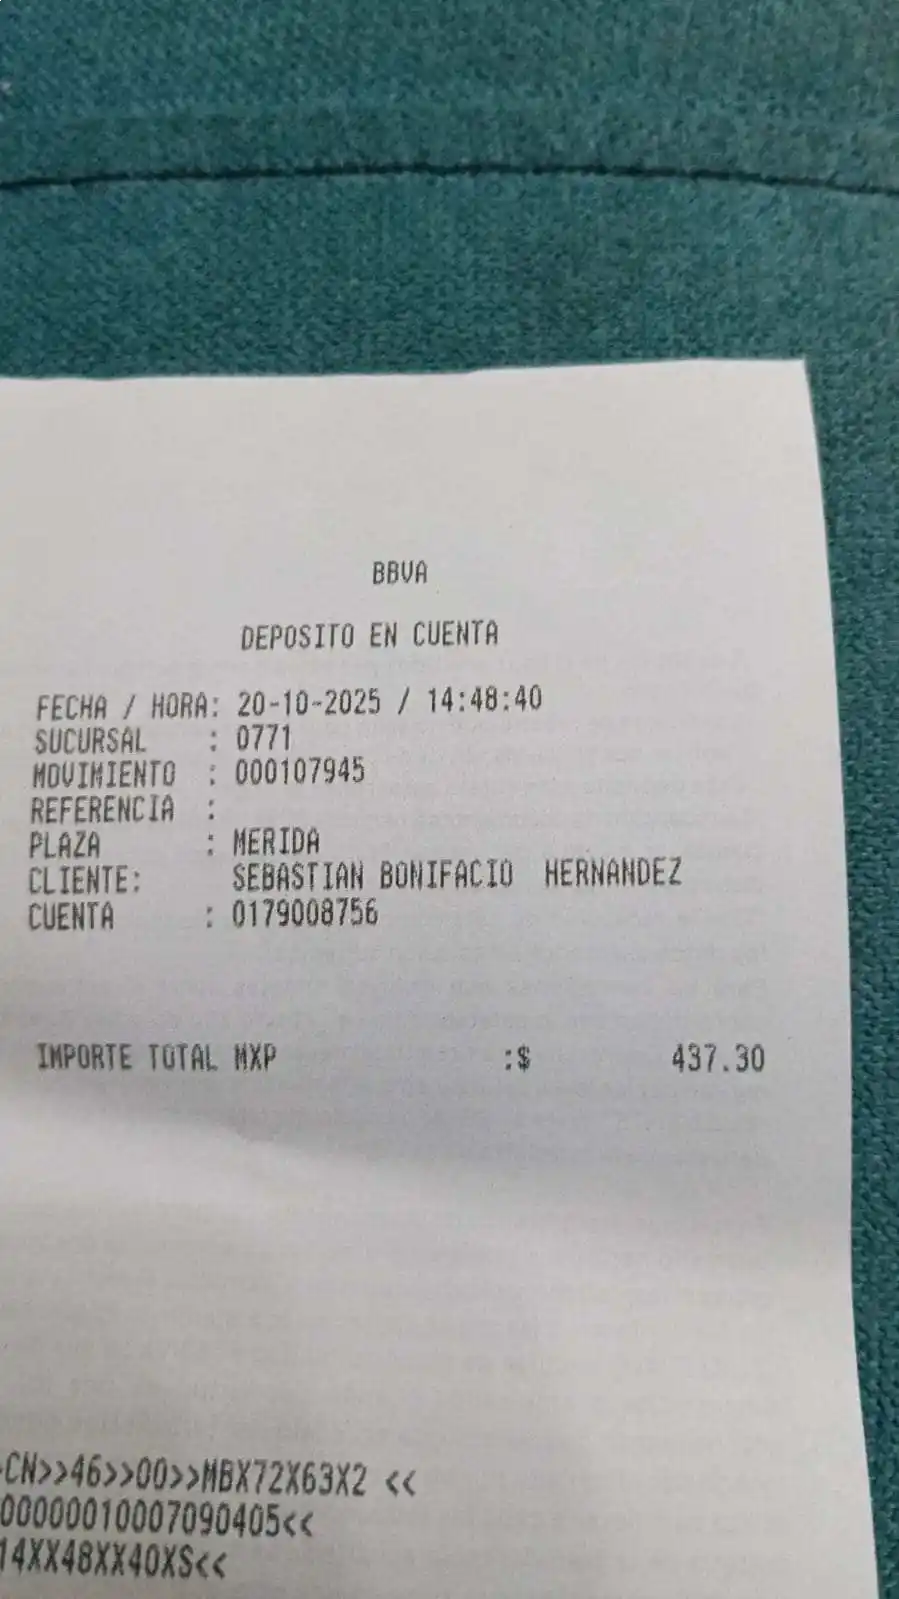 BBVA
DEPOSITO EN CUENTA
FECHA / HORA: 20-10-2025 / 14:48:40
SUCURSAL : 0771
MOVIMIENTO : 000107945
REFERENCIA :
PLAZA : MERIDA
CLIENTE: SEBASTIAN BONIFACIO HERNANDEZ
CUENTA : 0179008756
IMPORTE TOTAL MXP :$ 437.30
CN>>46>>00>>MBX72X63X2 <<
00000010007090405<<
14XX48XX40XS<<